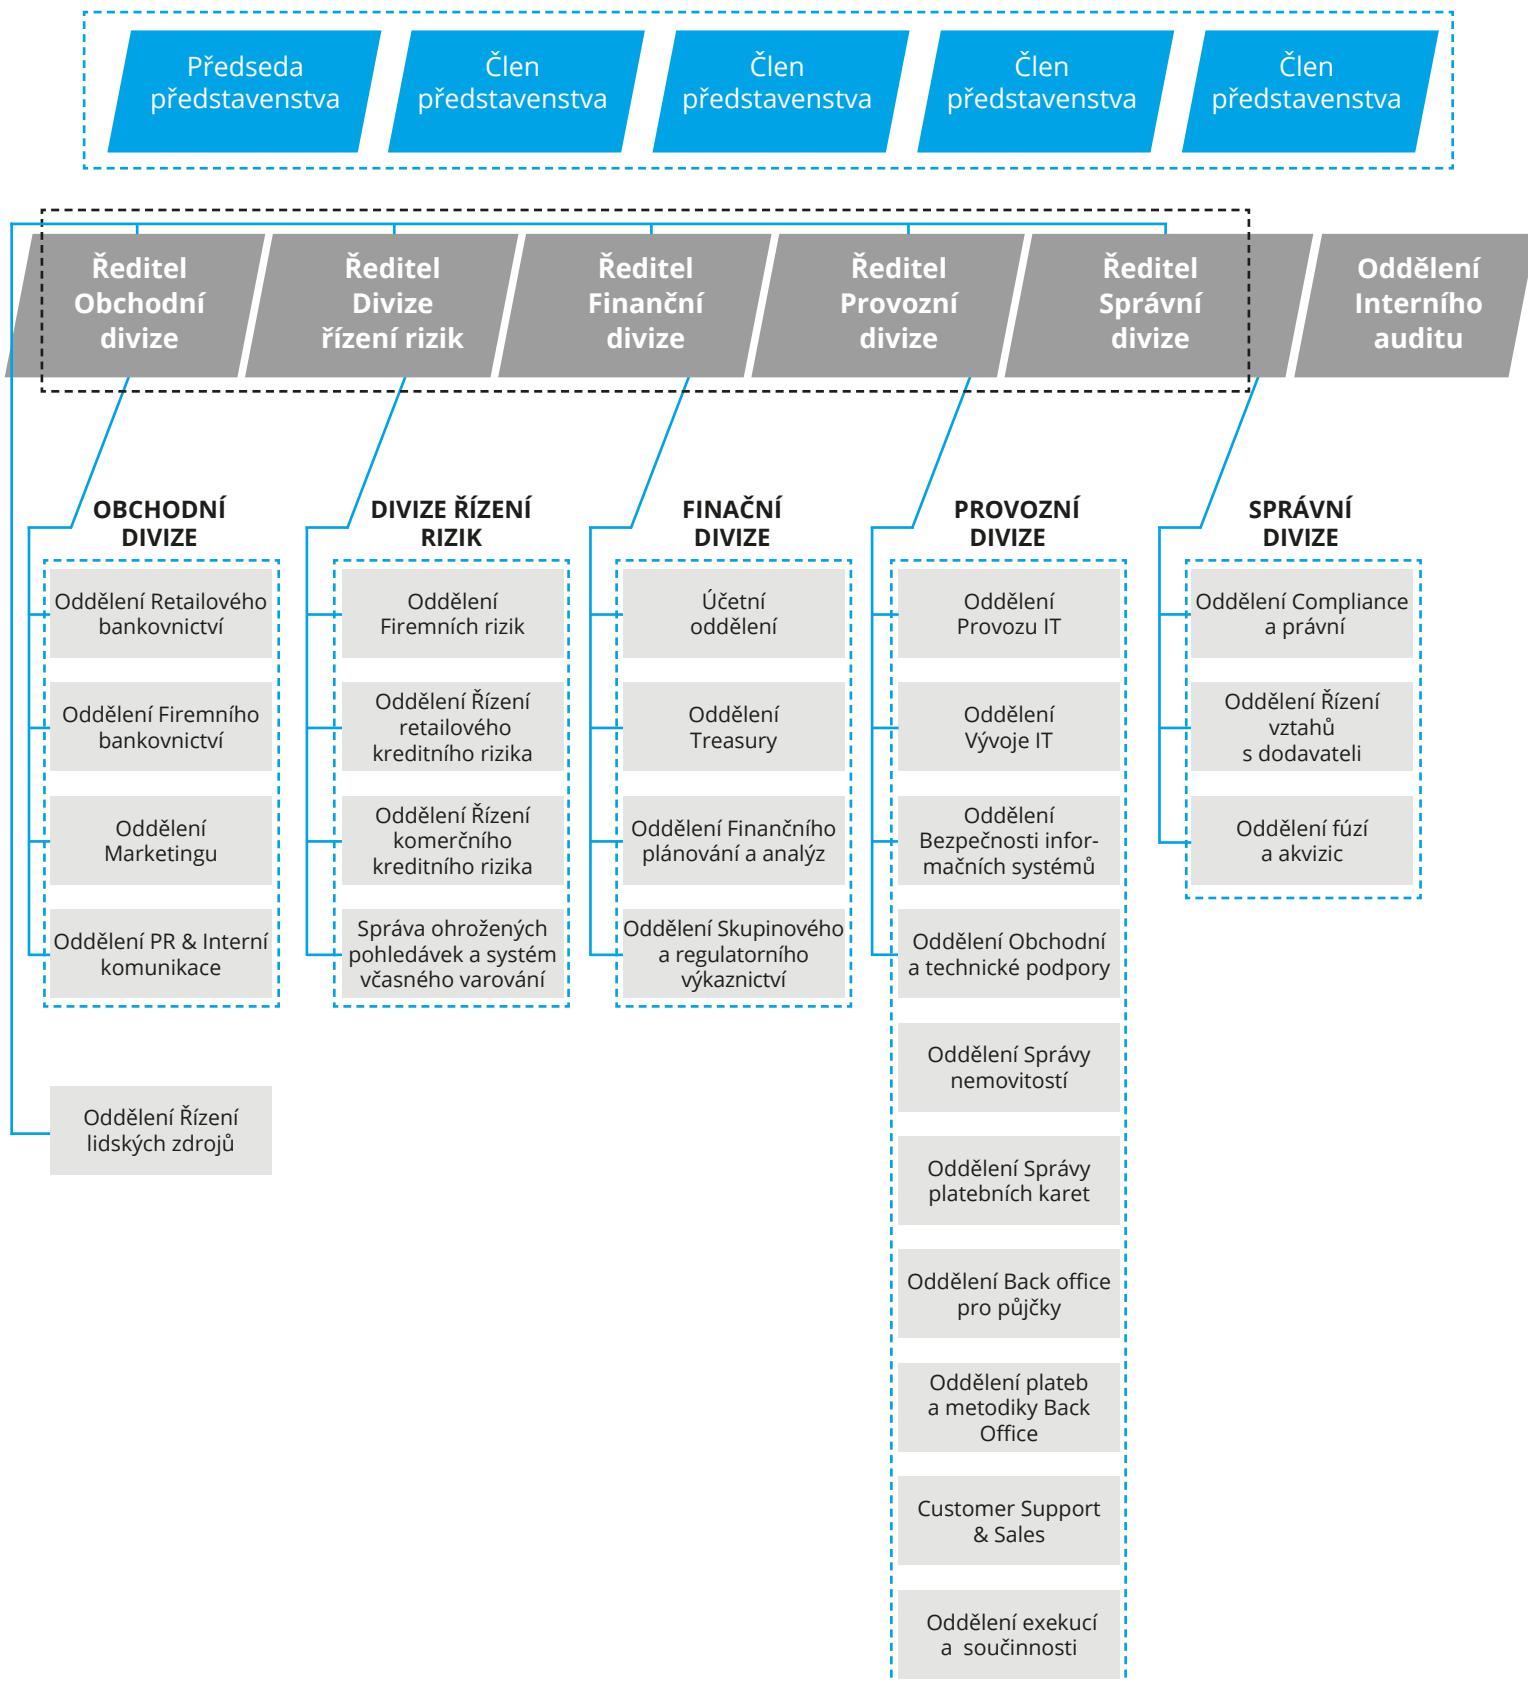 Předseda
představenstva
Člen
představenstva
Člen
představenstva
Člen
představenstva
Člen
představenstva
Ředitel
Obchodní
divize
Ředitel
Divize
řízení rizik
Ředitel
Finanční
divize
Ředitel
Provozní
divize
Ředitel
Správní
divize
Oddělení
Interního
auditu
OBCHODNÍ
DIVIZE
Oddělení Retailového
bankovnictví
Oddělení Firemního
bankovnictví
Oddělení
Marketingu
Oddělení PR & Interní
komunikace
Oddělení Řízení
lidských zdrojů
DIVIZE ŘÍZENÍ
RIZIK
Oddělení
Firemních rizik
Oddělení Řízení
retailového
kreditního rizika
Oddělení Řízení
komerčního
kreditního rizika
Správa ohrožených
pohledávek a systém
včasného varování
FINAČNÍ
DIVIZE
Účetní
oddělení
Oddělení
Treasury
Oddělení Finančního
plánování a analýz
Oddělení Skupinového
a regulatorního
výkaznictví
PROVOZNÍ
DIVIZE
Oddělení
Provozu IT
Oddělení
Vývoje IT
Oddělení
Bezpečnosti infor-
mačních systémů
Oddělení Obchodní
a technické podpory
Oddělení Správy
nemovitostí
Oddělení Správy
platebních karet
Oddělení Back office
pro půjčky
Oddělení plateb
a metodiky Back
Office
Customer Support
& Sales
Oddělení exekucí
a  součinnosti
SPRÁVNÍ
DIVIZE
Oddělení Compliance
a právní
Oddělení Řízení
vztahů
s dodavateli
Oddělení fúzí
a akvizic